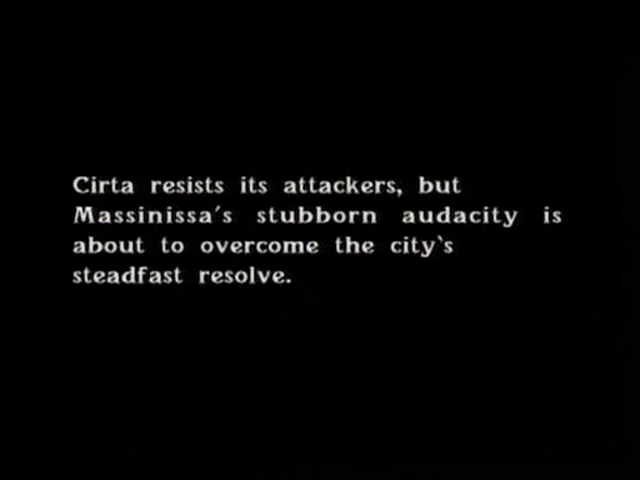 Cirta resists its attackers, but
Massinissa's stubborn audacity is
about to overcome the city`s
steadfast resolve.